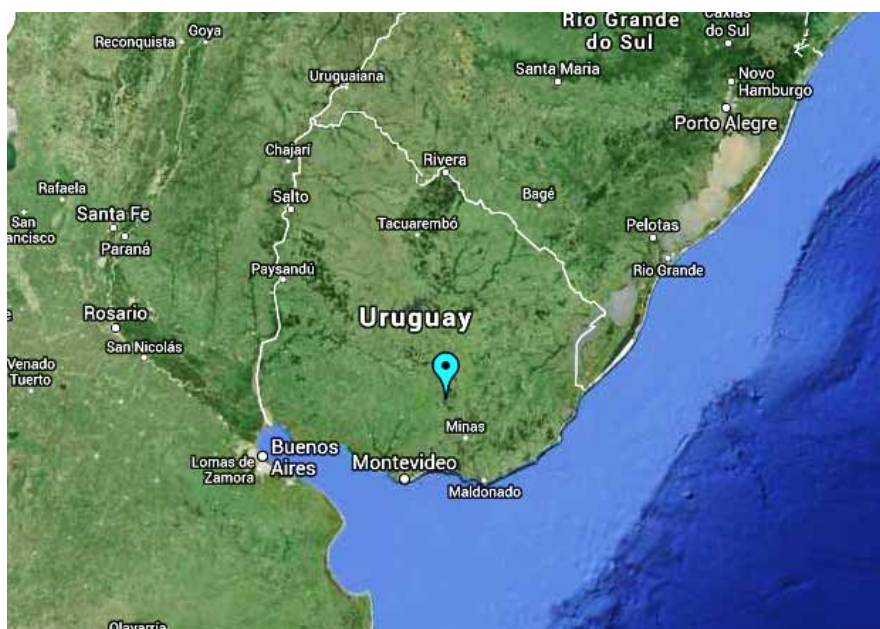 Rio Grande
do Sul
Caxias
do Sul
Goya
Reconquista
Uruguaiana
Santa Maria
Novo
Hamburgo
Porto Alegre
Chajarí
Rivera
Rafaela
Salto
Bagé
Santa Fe
San
Francisco
Paraná
Tacuarembó
Pelotas
Rio Grande
Paysandú
Rosario
Uruguay
San Nicolás
Venado
Tuerto
Minas
Buenos
Aires
Lomas de
Zamora
Montevideo
Maldonado
Olavarría